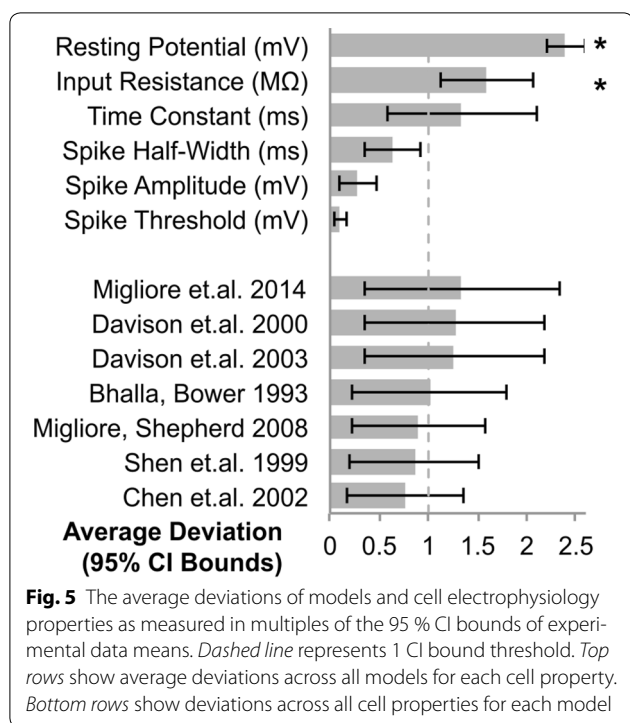 Resting Potential (mV) *
Input Resistance (MΩ) *
Time Constant (ms)
Spike Half-Width (ms)
Spike Amplitude (mV)
Spike Threshold (mV)
Migliore et.al. 2014
Davison et.al. 2000
Davison et.al. 2003
Bhalla, Bower 1993
Migliore, Shepherd 2008
Shen et.al. 1999
Chen et.al. 2002
Average Deviation
(95% CI Bounds)
0 0.5 1 1.5 2 2.5
Fig. 5 The average deviations of models and cell electrophysiology
properties as measured in multiples of the 95 % CI bounds of experi-
mental data means. Dashed line represents 1 CI bound threshold. Top
rows show average deviations across all models for each cell property.
Bottom rows show deviations across all cell properties for each model